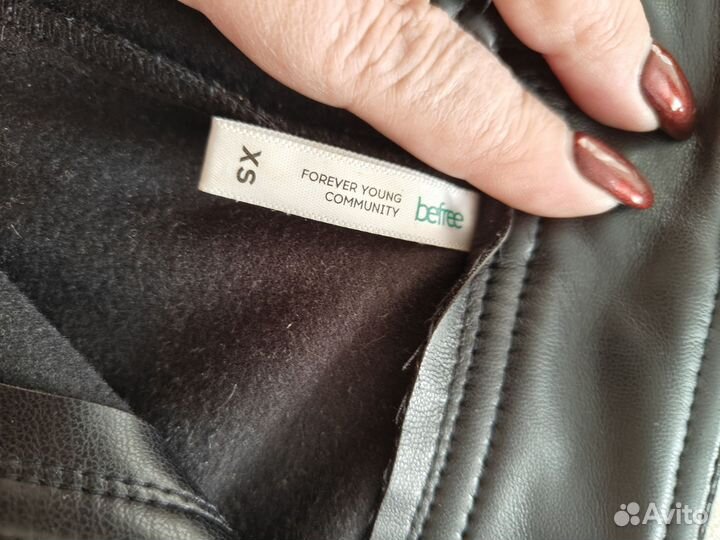 XS
FOREVER YOUNG
COMMUNITY
befree
Avito